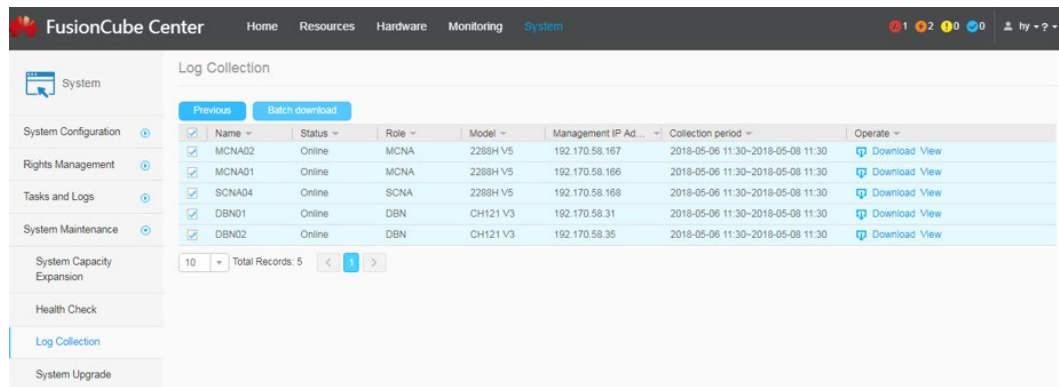 FusionCube Center Home Resources Hardware Monitoring System 1 2 0 0 hy ?
System
Log Collection
Previous Batch download
System Configuration
Rights Management
Tasks and Logs
System Maintenance
System Capacity
Expansion
Health Check
Log Collection
System Upgrade
Name Status Role Model Management IP Ad... Collection period Operate
MCNA02 Online MCNA 2288H V5 192.170.58.167 2018-05-06 11:30~2018-05-08 11:30 Download View
MCNA01 Online MCNA 2288H V5 192.170.58.166 2018-05-06 11:30~2018-05-08 11:30 Download View
SCNA04 Online SCNA 2288H V5 192.170.58.168 2018-05-06 11:30~2018-05-08 11:30 Download View
DBN01 Online DBN CH121 V3 192.170.58.31 2018-05-06 11:30~2018-05-08 11:30 Download View
DBN02 Online DBN CH121 V3 192.170.58.35 2018-05-06 11:30~2018-05-08 11:30 Download View
10 Total Records: 5 < 1 >